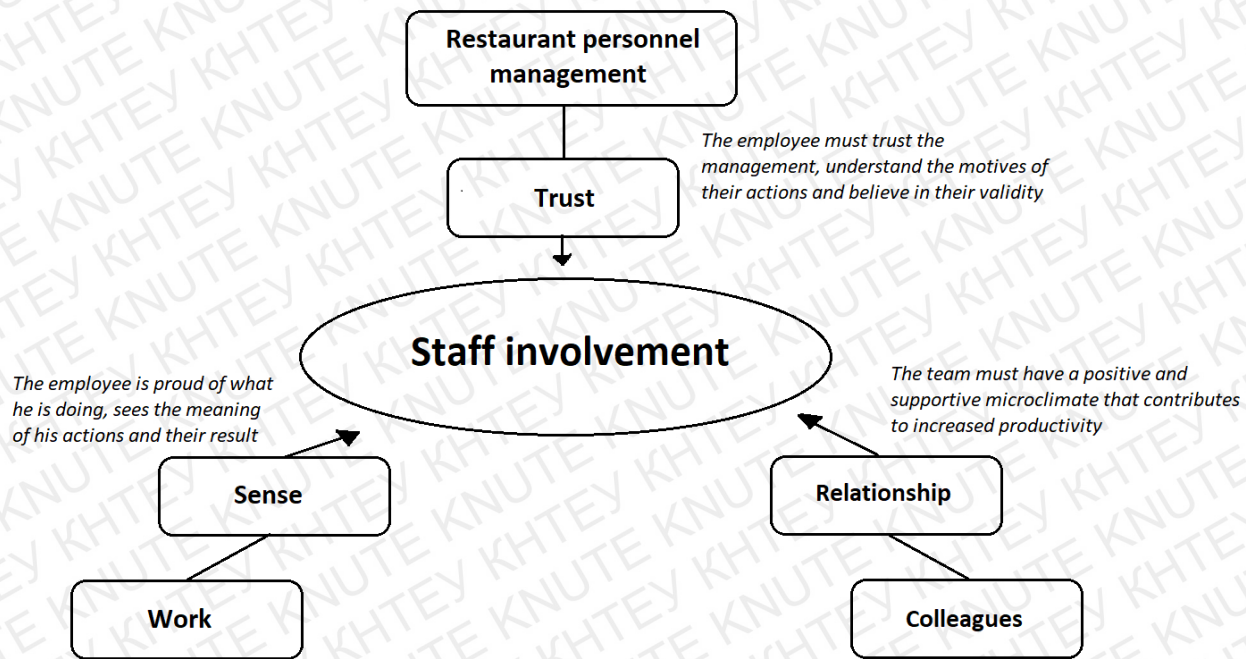 Restaurant personnel
management
The employee must trust the
management, understand the motives of
their actions and believe in their validity
Trust
Staff involvement
The employee is proud of what
he is doing, sees the meaning
of his actions and their result
The team must have a positive and
supportive microclimate that contributes
to increased productivity
Sense
Relationship
Work
Colleagues
KNUTE КНТЕУ